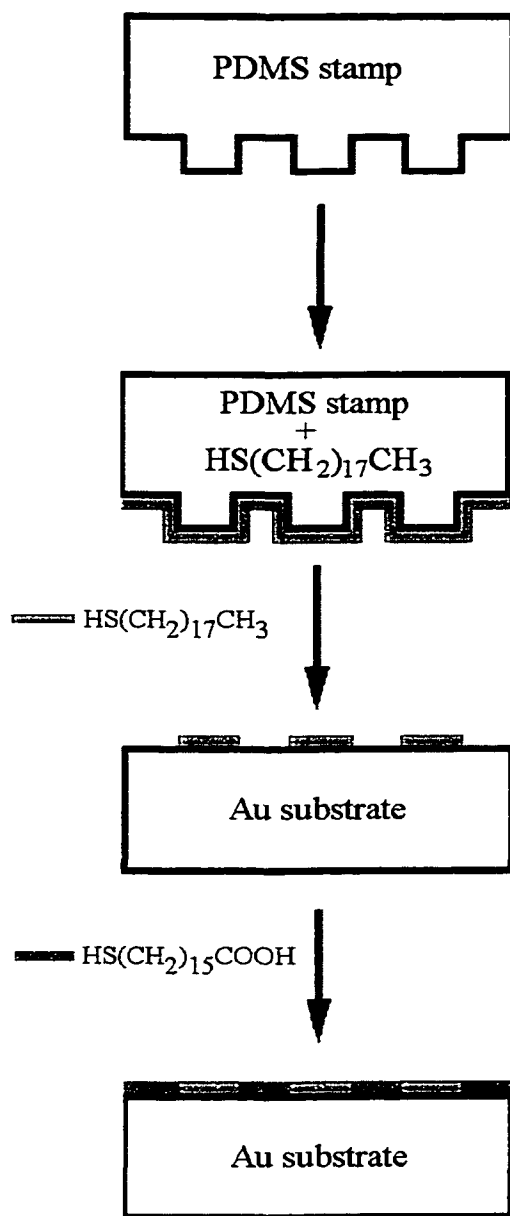 PDMS stamp
PDMS stamp
+
HS(CH₂)₁₇CH₃
HS(CH₂)₁₇CH₃
Au substrate
HS(CH₂)₁₅COOH
Au substrate